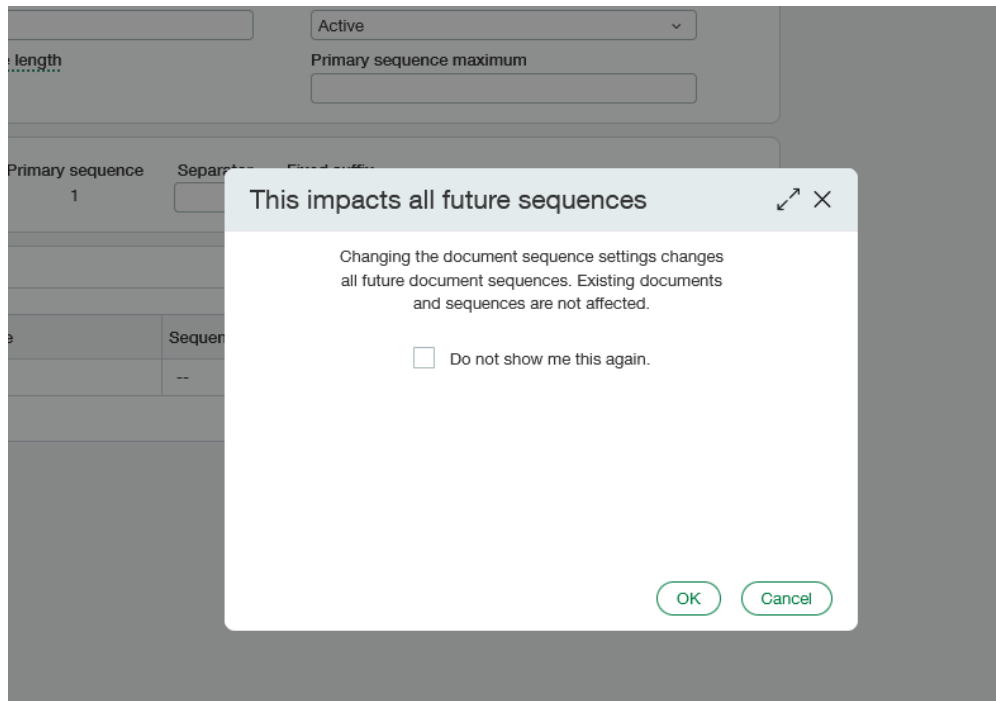 Active
length
Primary sequence maximum
Primary sequence
1
This impacts all future sequences
Changing the document sequence settings changes
all future document sequences. Existing documents
and sequences are not affected.
--
Do not show me this again.
OK
Cancel